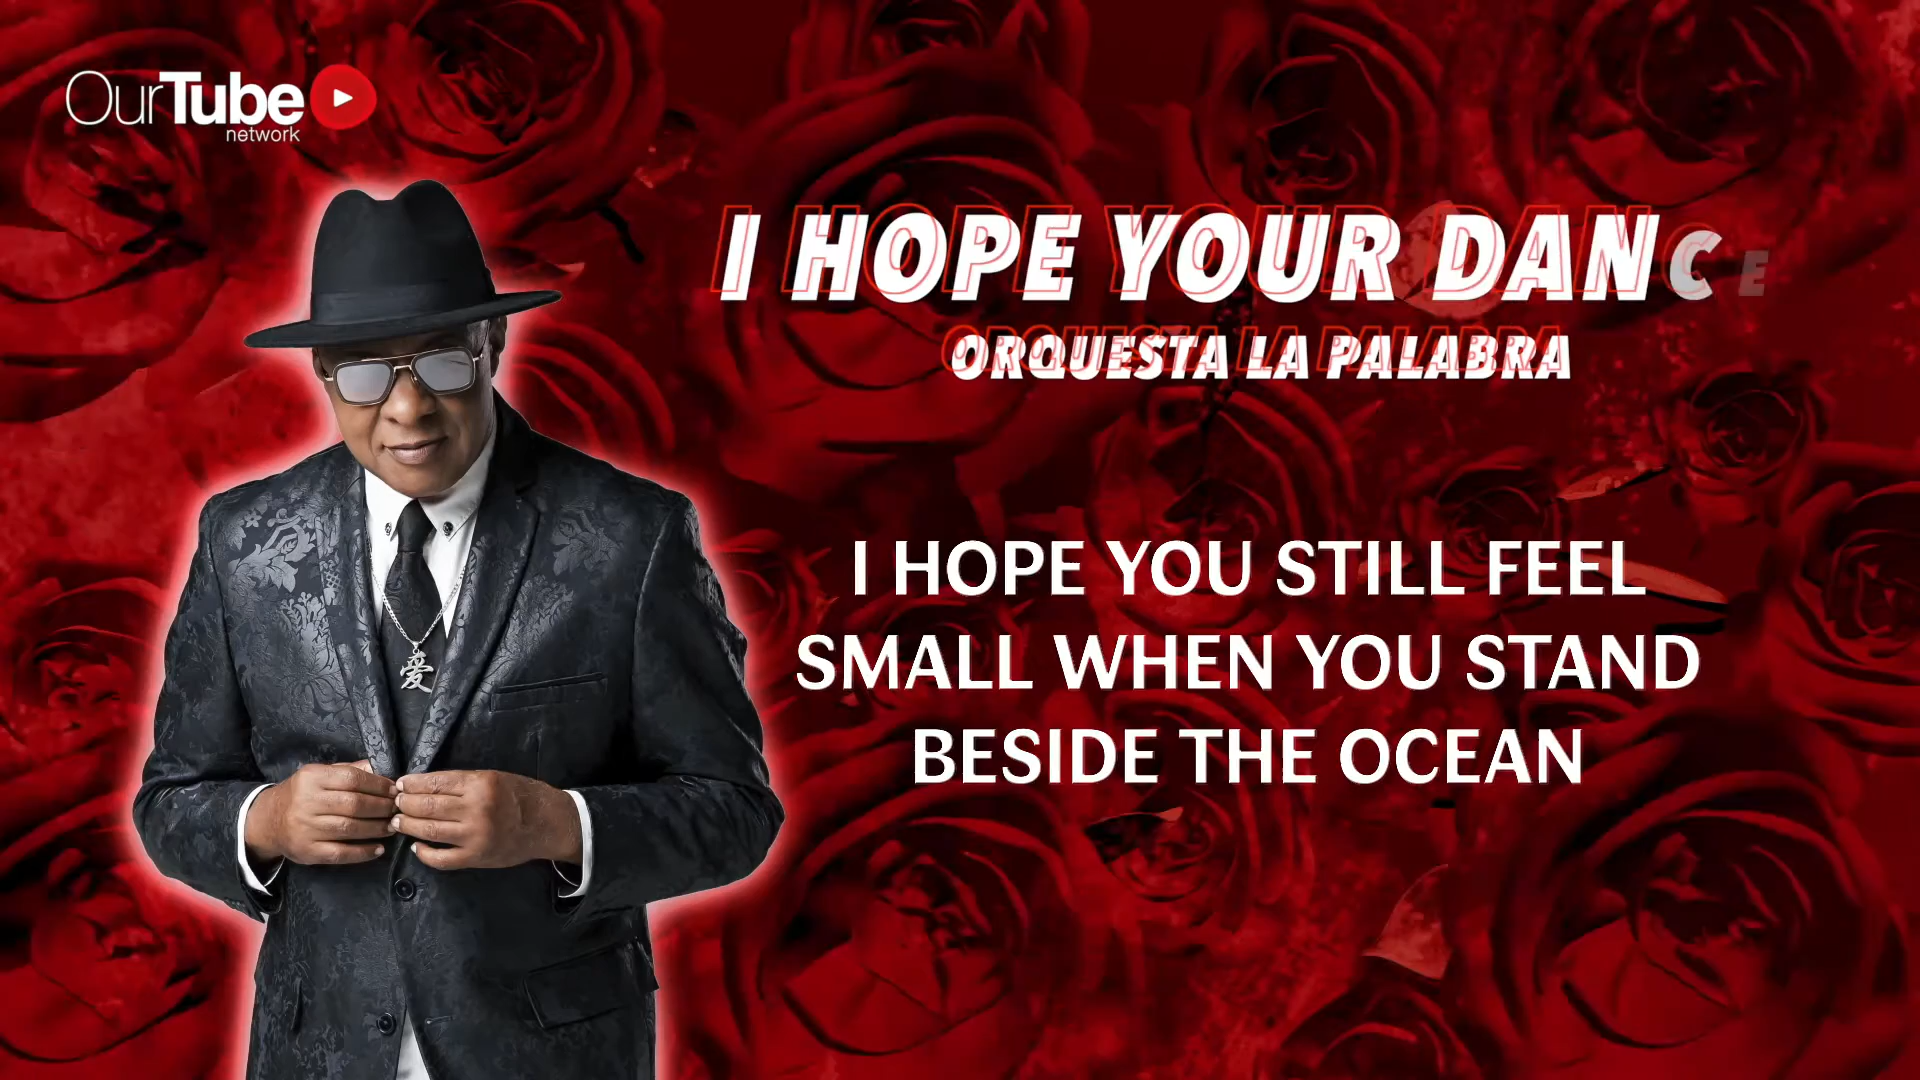 OurTube
network
I HOPE YOUR DANCE
ORQUESTA LA PALABRA
I HOPE YOU STILL FEEL
SMALL WHEN YOU STAND
BESIDE THE OCEAN
爱